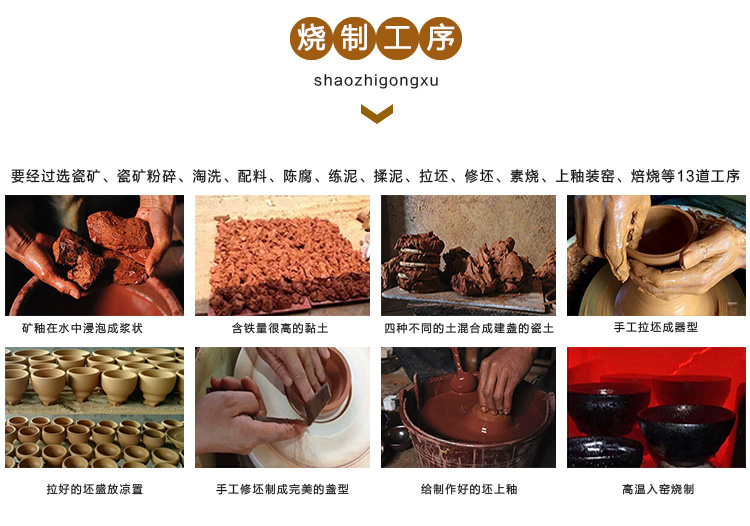 烧制工序
shaozhigongxu
要经过选瓷矿、瓷矿粉碎、淘洗、配料、陈腐、练泥、揉泥、拉坯、修坯、素烧、上釉装窑、焙烧等13道工序
矿釉在水中浸泡成浆状
含铁量很高的黏土
四种不同的土混合成建盏的瓷土
手工拉坯成器型
拉好的坯盛放凉置
手工修坯制成完美的盏型
给制作好的坯上釉
高温入窑烧制